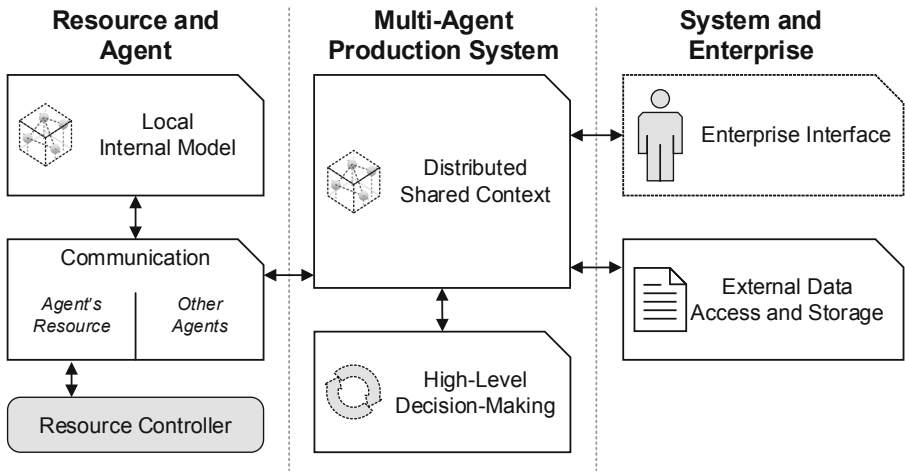 Resource and
Agent
Local
Internal Model
Communication
Agent's
Resource
Other
Agents
Resource Controller
Multi-Agent
Production System
Distributed
Shared Context
High-Level
Decision-Making
System and
Enterprise
Enterprise Interface
External Data
Access and Storage